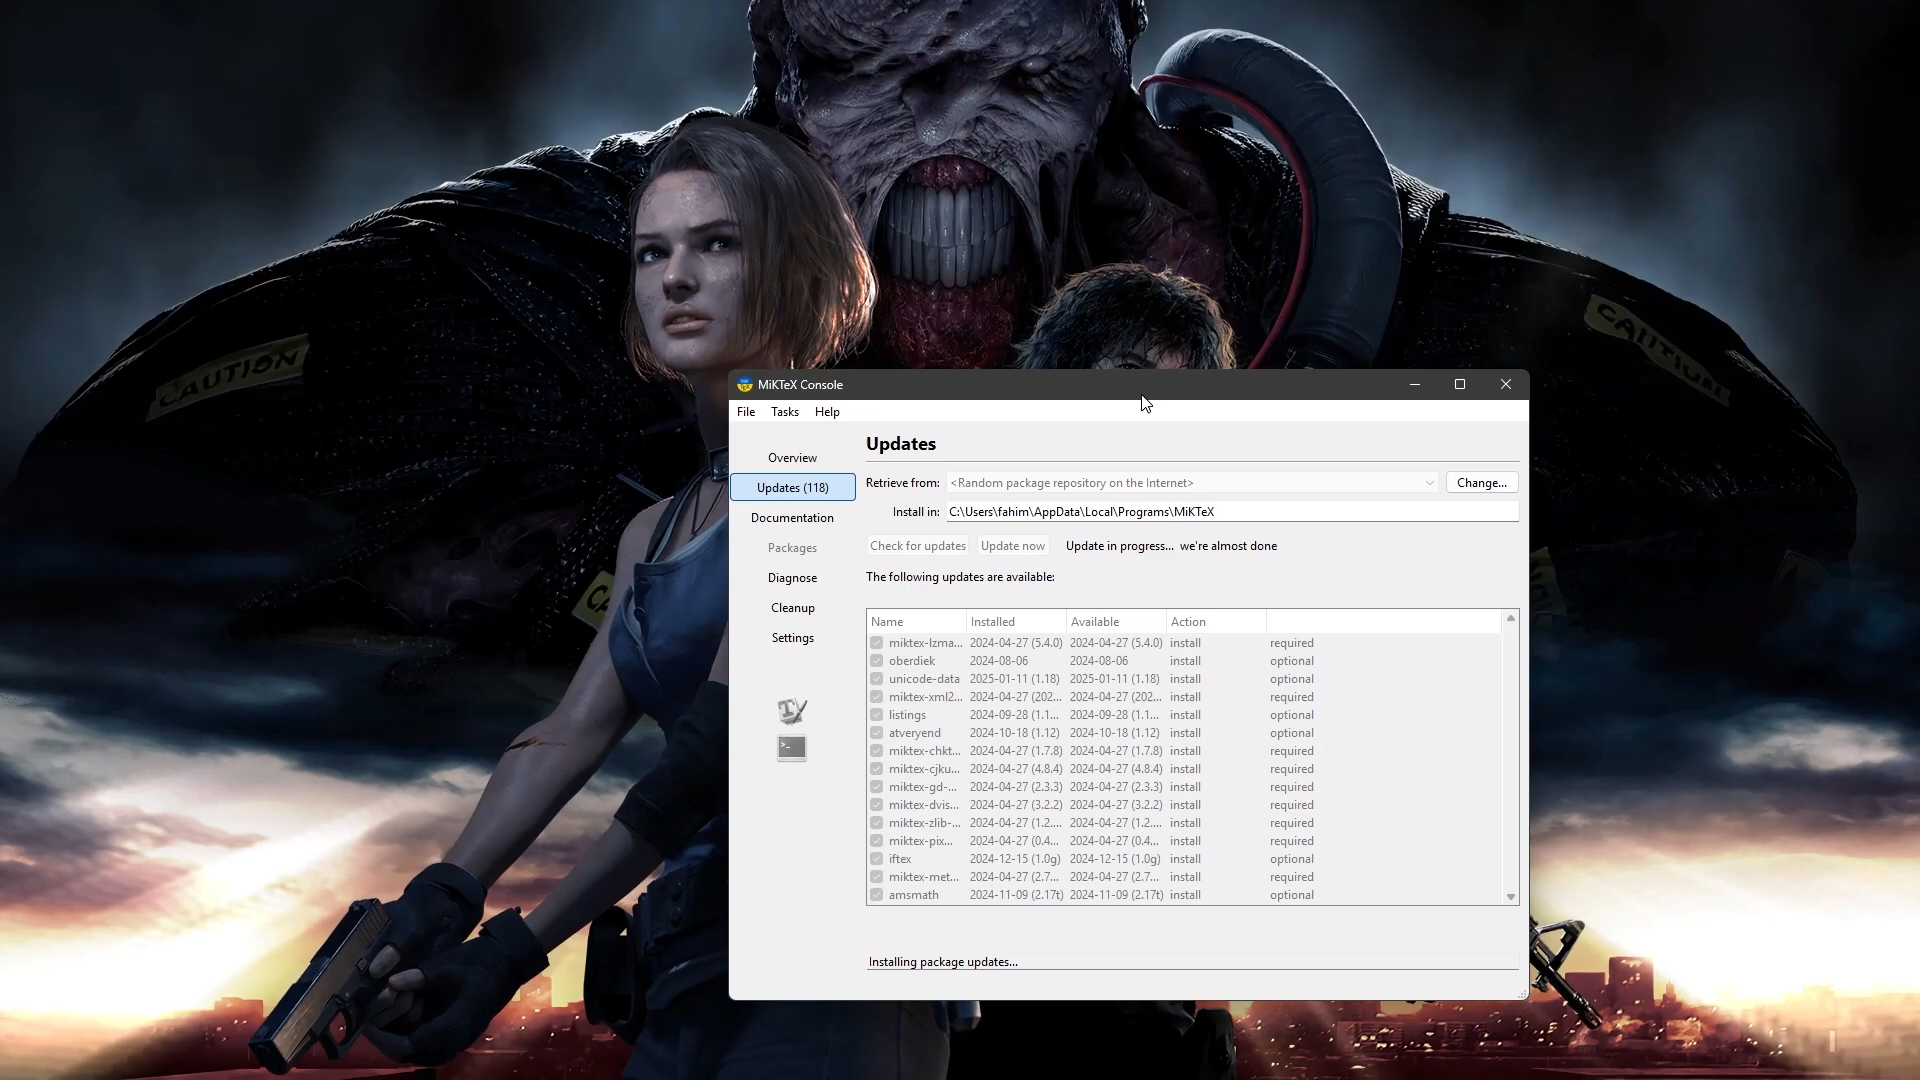 CAUTION
CAUTION
CA
MiKTeX Console
File Tasks Help
Updates
Overview
Updates (118)
Documentation
Packages
Diagnose
Cleanup
Settings
Retrieve from: <Random package repository on the Internet> Change...
Install in: C:\Users\fahim\AppData\Local\Programs\MiKTeX
Check for updates Update now Update in progress... we're almost done
The following updates are available:
Name Installed Available Action
miktex-lzma... 2024-04-27 (5.4.0) 2024-04-27 (5.4.0) install required
oberdiek 2024-08-06 2024-08-06 install optional
unicode-data 2025-01-11 (1.18) 2025-01-11 (1.18) install optional
miktex-xml2... 2024-04-27 (202... 2024-04-27 (202... install required
listings 2024-09-28 (1.1... 2024-09-28 (1.1... install optional
atveryend 2024-10-18 (1.12) 2024-10-18 (1.12) install optional
miktex-chkt... 2024-04-27 (1.7.8) 2024-04-27 (1.7.8) install required
miktex-cjku... 2024-04-27 (4.8.4) 2024-04-27 (4.8.4) install required
miktex-gd-... 2024-04-27 (2.3.3) 2024-04-27 (2.3.3) install required
miktex-dvis... 2024-04-27 (3.2.2) 2024-04-27 (3.2.2) install required
miktex-zlib-... 2024-04-27 (1.2.... 2024-04-27 (1.2.... install required
miktex-pix... 2024-04-27 (0.4... 2024-04-27 (0.4... install required
iftex 2024-12-15 (1.0g) 2024-12-15 (1.0g) install optional
miktex-met... 2024-04-27 (2.7... 2024-04-27 (2.7... install required
amsmath 2024-11-09 (2.17t) 2024-11-09 (2.17t) install optional
Installing package updates...